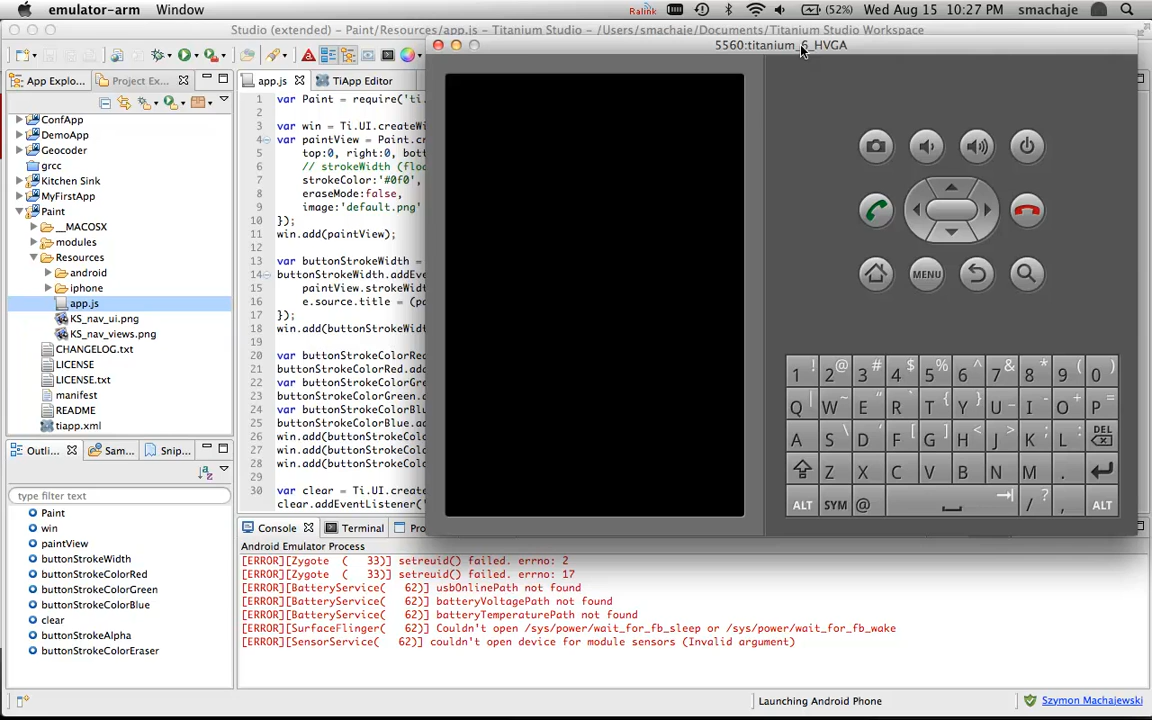 emulator-arm Window
Ralink (52%) Wed Aug 15 10:27 PM smachaje
Studio (extended) - Paint/Resources/app.js - Titanium Studio - /Users/smachaje/Documents/Titanium Studio Workspace
5560:titanium_6_HVGA
App Explo...
Project Ex...
app.js
TiApp Editor
ConfApp
DemoApp
Geocoder
grcc
Kitchen Sink
MyFirstApp
Paint
__MACOSX
modules
Resources
android
iphone
app.js
KS_nav_ui.png
KS_nav_views.png
CHANGELOG.txt
LICENSE
LICENSE.txt
manifest
README
tiapp.xml
1 var Paint = require('ti.
2
3 var win = Ti.UI.createWi
4 var paintView = Paint.cr
5 top:0, right:0, bott
6 // strokeWidth (floa
7 strokeColor:'#0f0',
8 eraseMode:false,
9 image:'default.png'
10 });
11 win.add(paintView);
12
13 var buttonStrokeWidth =
14 buttonStrokeWidth.addEve
15 paintView.strokeWidt
16 e.source.title = (pa
17 });
18 win.add(buttonStrokeWidt
19
20 var buttonStrokeColorRed
21 buttonStrokeColorRed.add
22 var buttonStrokeColorGre
23 buttonStrokeColorGreen.a
24 var buttonStrokeColorBlu
25 buttonStrokeColorBlue.ad
26 win.add(buttonStrokeColo
27 win.add(buttonStrokeColo
28 win.add(buttonStrokeColo
29
30 var clear = Ti.UI.create
clear.addEventListener('
MENU
1 ! 2 @ 3 # 4 $ 5 % 6 ^ 7 & 8 * 9 ( 0 )
Q | W ~ E " R ` T { Y } U _ I - O + P =
A S \ D ' F [ G ] H < J > K ; L : DEL
Z X C V B N M .
ALT SYM @ / ? , ALT
Outli...
Sam...
Snip...
type filter text
Paint
win
paintView
buttonStrokeWidth
buttonStrokeColorRed
buttonStrokeColorGreen
buttonStrokeColorBlue
clear
buttonStrokeAlpha
buttonStrokeColorEraser
Console
Terminal
Pro
Android Emulator Process
[ERROR][Zygote ( 33)] setreuid() failed. errno: 2
[ERROR][Zygote ( 33)] setreuid() failed. errno: 17
[ERROR][BatteryService( 62)] usbOnlinePath not found
[ERROR][BatteryService( 62)] batteryVoltagePath not found
[ERROR][BatteryService( 62)] batteryTemperaturePath not found
[ERROR][SurfaceFlinger( 62)] Couldn't open /sys/power/wait_for_fb_sleep or /sys/power/wait_for_fb_wake
[ERROR][SensorService( 62)] couldn't open device for module sensors (Invalid argument)
Launching Android Phone
Szymon Machajewski